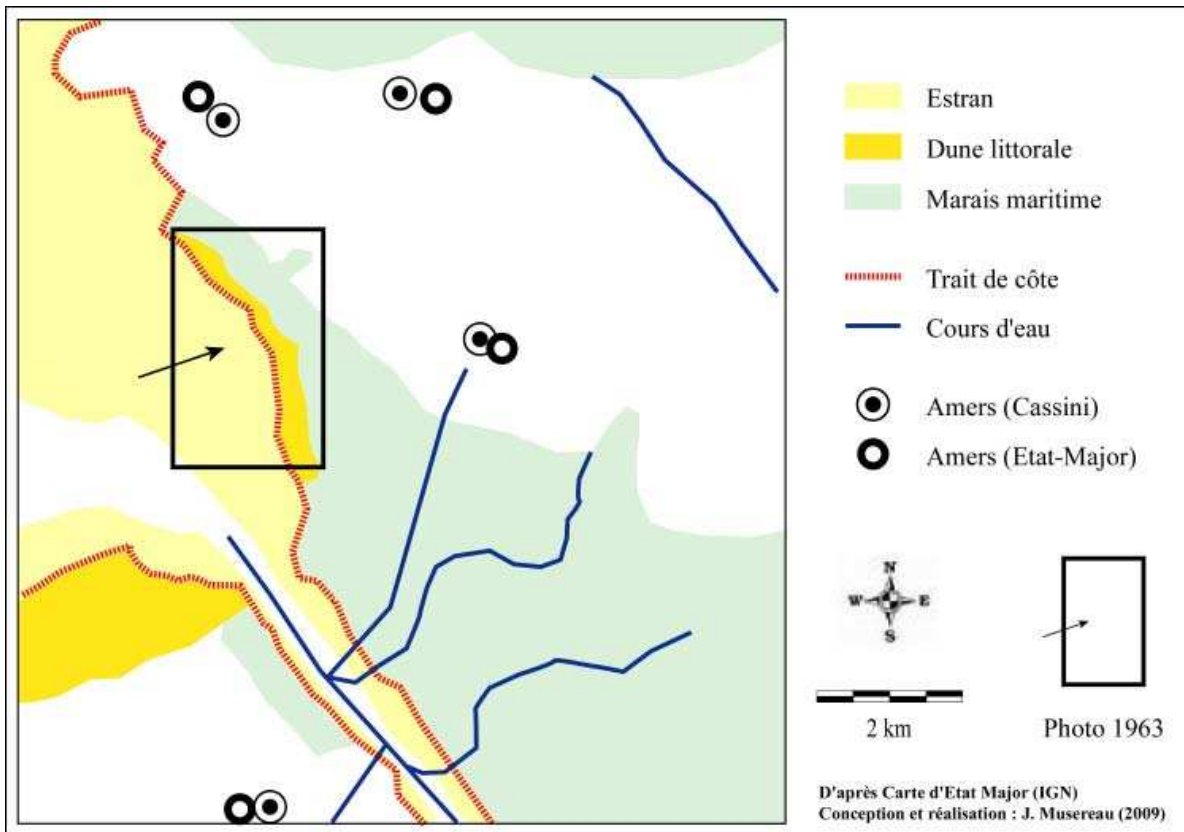 Estran
Dune littorale
Marais maritime
Trait de côte
Cours d'eau
Amers (Cassini)
Amers (Etat-Major)
N
W E
S
2 km
Photo 1963
D'après Carte d'Etat Major (IGN)
Conception et réalisation : J. Musereau (2009)